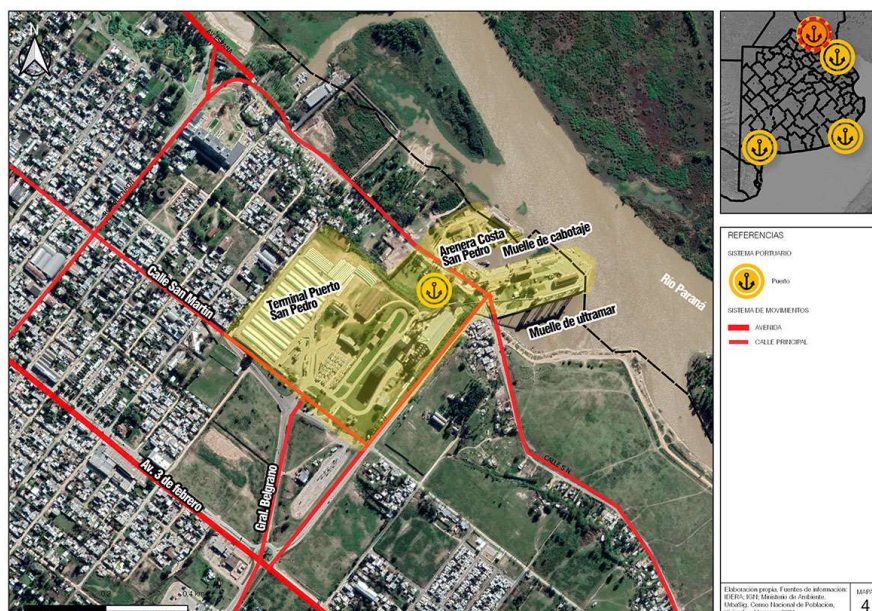 Arenera Costa
San Pedro
Muelle de cabotaje
Terminal Puerto
San Pedro
Calle San Martín
Río Paraná
Muelle de ultramar
CALLE S/N
Av. 3 de febrero
Gral. Belgrano
REFERENCIAS
SISTEMA PORTUARIO
Puerto
SISTEMA DE MOVIMIENTOS
AVENIDA
CALLE PRINCIPAL
Elaboración propia. Fuentes de información:
IDERA, IGN, Ministerio de Ambiente,
UrbaSig, Censo Nacional de Población,
MAPA
4